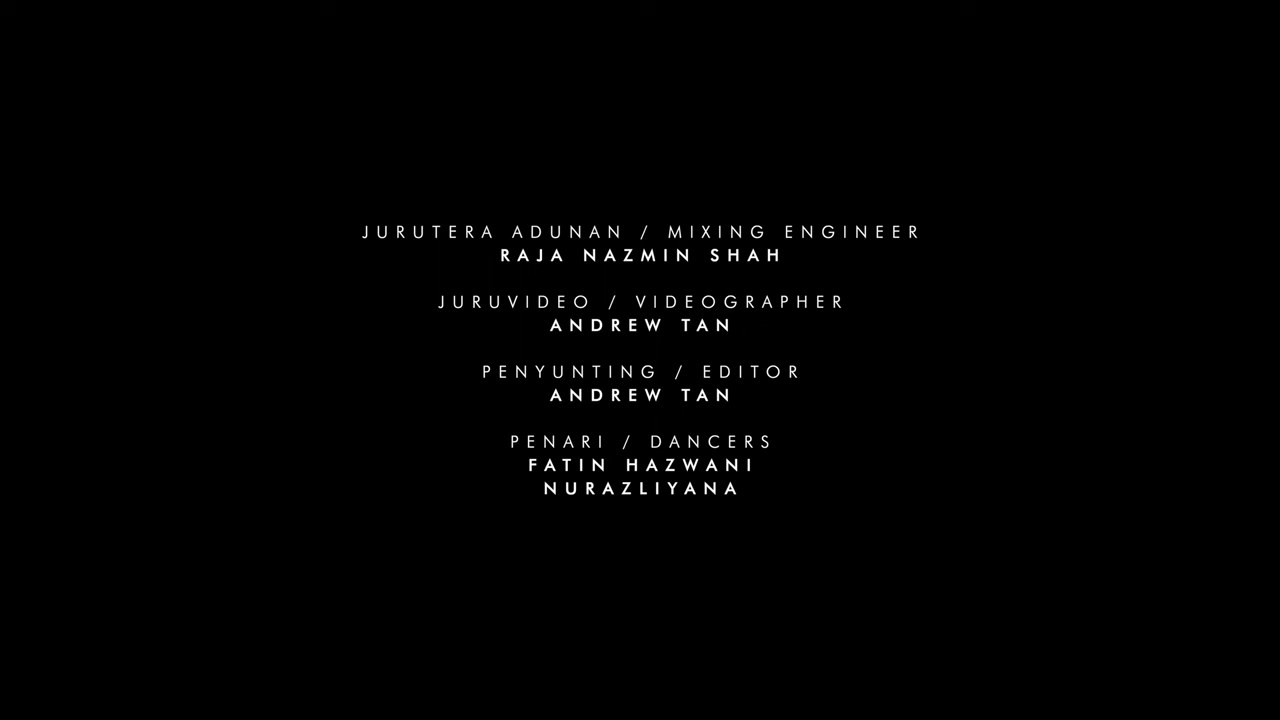 JURUTERA ADUNAN / MIXING ENGINEER
RAJA NAZMIN SHAH
JURUVIDEO / VIDEOGRAPHER
ANDREW TAN
PENYUNTING / EDITOR
ANDREW TAN
PENARI / DANCERS
FATIN HAZWANI
NURAZLIYANA